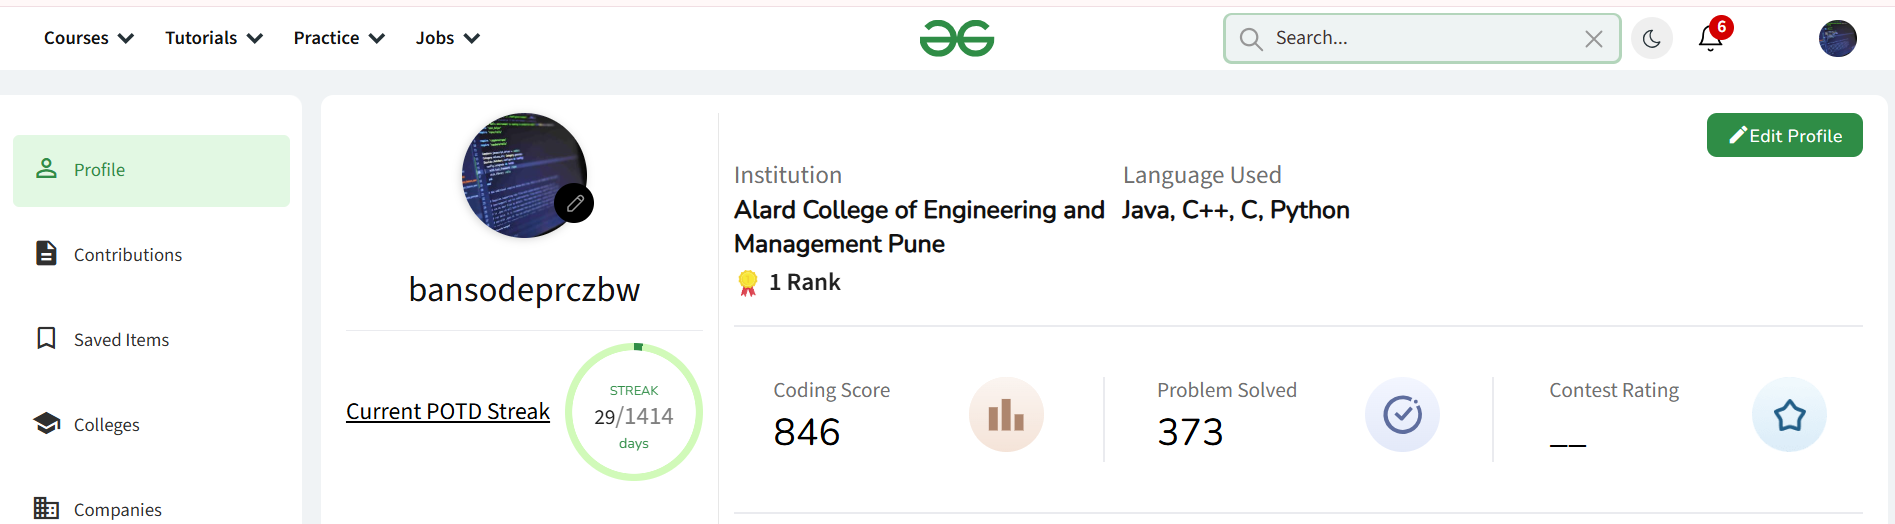 Courses Tutorials Practice Jobs
Search...
6
Profile
Contributions
Saved Items
Colleges
Companies
bansodeprczbw
Current POTD Streak
STREAK
29/1414
days
Edit Profile
Institution
Alard College of Engineering and
Management Pune
1 Rank
Language Used
Java, C++, C, Python
Coding Score
846
Problem Solved
373
Contest Rating
__